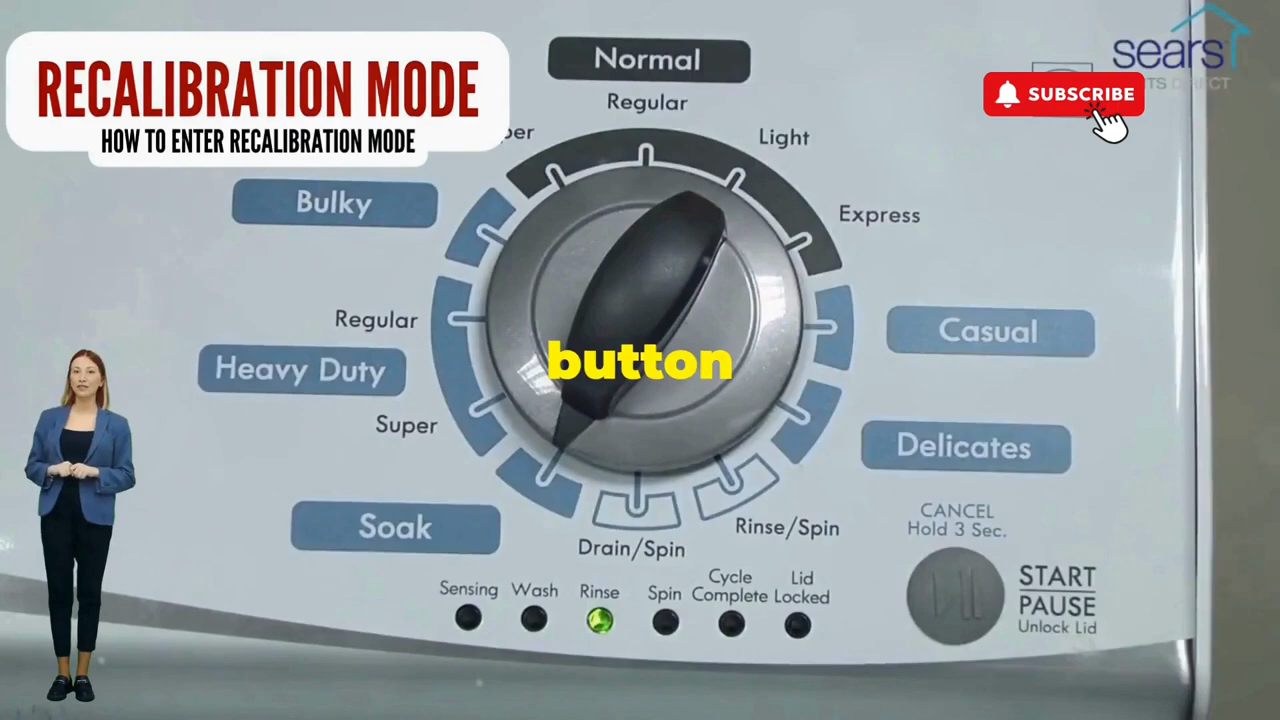 sears
DIRECT
RECALIBRATION MODE
HOW TO ENTER RECALIBRATION MODE
SUBSCRIBE
Normal
Regular
Light
Express
Bulky
Regular
Heavy Duty
Super
Casual
Delicates
button
Soak
Drain/Spin
Rinse/Spin
CANCEL
Hold 3 Sec.
START
PAUSE
Unlock Lid
Sensing
Wash
Rinse
Spin
Cycle
Complete
Lid
Locked